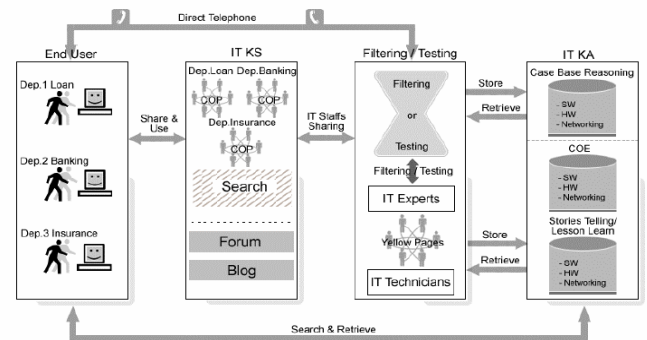 Direct Telephone
End User
IT KS
Filtering / Testing
IT KA
Dep.1 Loan
Dep.2 Banking
Dep.3 Insurance
Share &
Use
Dep.Loan Dep.Banking
COP
COP
Dep.Insurance
COP
Search
Forum
Blog
IT Staffs
Sharing
Filtering
or
Testing
Filtering / Testing
IT Experts
Yellow Pages
IT Technicians
Store
Retrieve
Store
Retrieve
Case Base Reasoning
- SW
- HW
- Networking
COE
- SW
- HW
- Networking
Stories Telling/
Lesson Learn
- SW
- HW
- Networking
Search & Retrieve